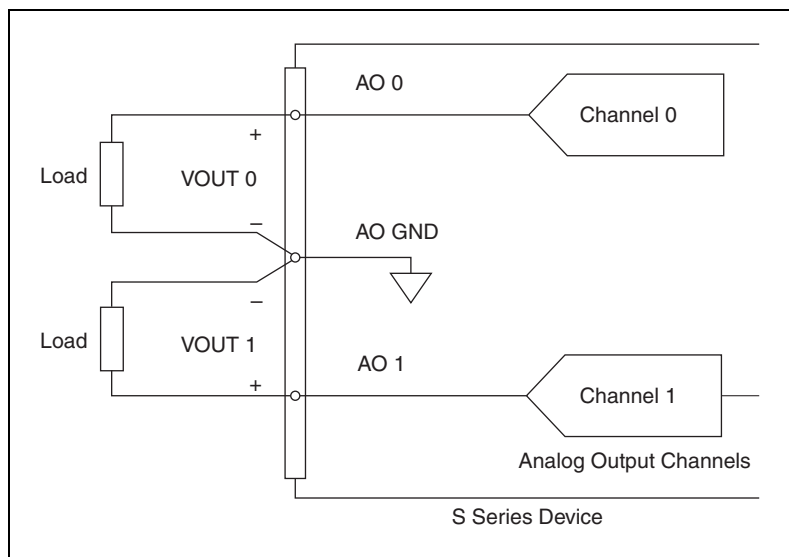 AO 0
Channel 0
+
Load
VOUT 0
–
AO GND
–
Load
VOUT 1
AO 1
+
Channel 1
Analog Output Channels
S Series Device